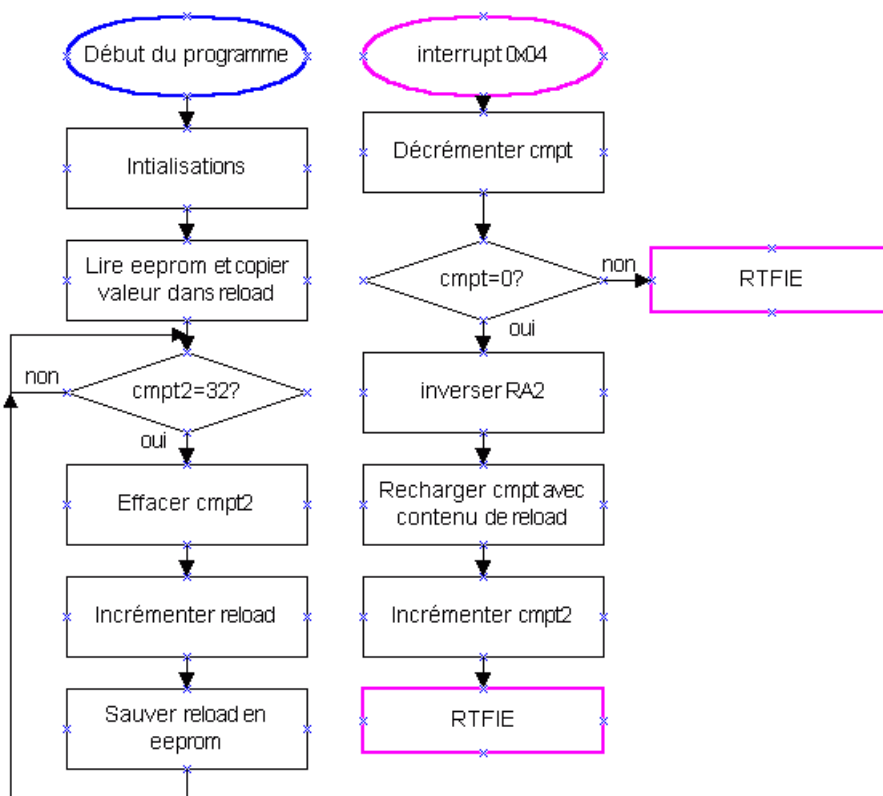 Début du programme
Intialisations
Lire eeprom et copier
valeur dans reload
non
cmpt2=32?
oui
Effacer cmpt2
Incrémenter reload
Sauver reload en
eeprom
interrupt 0x04
Décrémenter cmpt
cmpt=0?
non
RTFIE
oui
inverser RA2
Recharger cmpt avec
contenu de reload
Incrémenter cmpt2
RTFIE